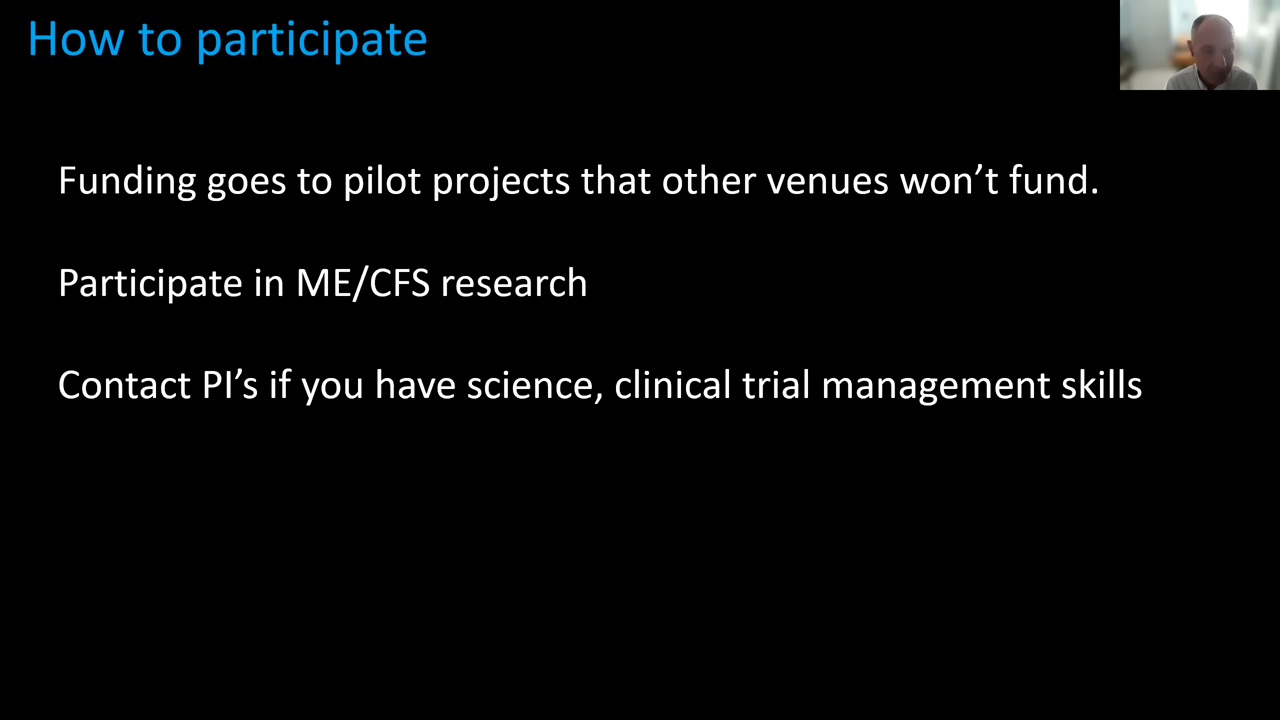 How to participate
Funding goes to pilot projects that other venues won’t fund.
Participate in ME/CFS research
Contact PI’s if you have science, clinical trial management skills